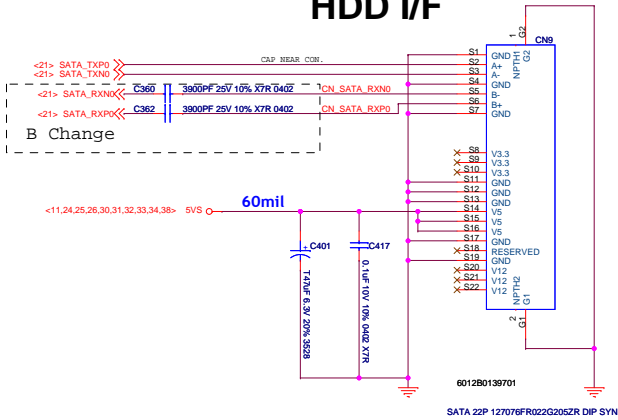 HDD I/F
CN9
<21> SATA_TXP0
<21> SATA_TXN0
CAP NEAR CON.
<21> SATA_RXN0 C360 3900PF 25V 10% X7R 0402 CN_SATA_RXN0
<21> SATA_RXP0 C362 3900PF 25V 10% X7R 0402 CN_SATA_RXP0
B Change
1 G2
NPTH1 G2
S1 GND
S2 A+
S3 A-
S4 GND
S5 B-
S6 B+
S7 GND
S8 V3.3
S9 V3.3
S10 V3.3
S11 GND
S12 GND
S13 GND
S14 V5
S15 V5
S16 V5
S17 GND
S18 RESERVED
S19 GND
S20 V12
S21 V12
S22 V12
NPTH2 G1
2 G1
<11,24,25,26,30,31,32,33,34,38> 5VS
60mil
+ C401
T47uF 6.3V 20% 3528
C417
0.1uF 10V 10% 0402 X7R
6012B0139701
SATA 22P 127076FR022G205ZR DIP SYN